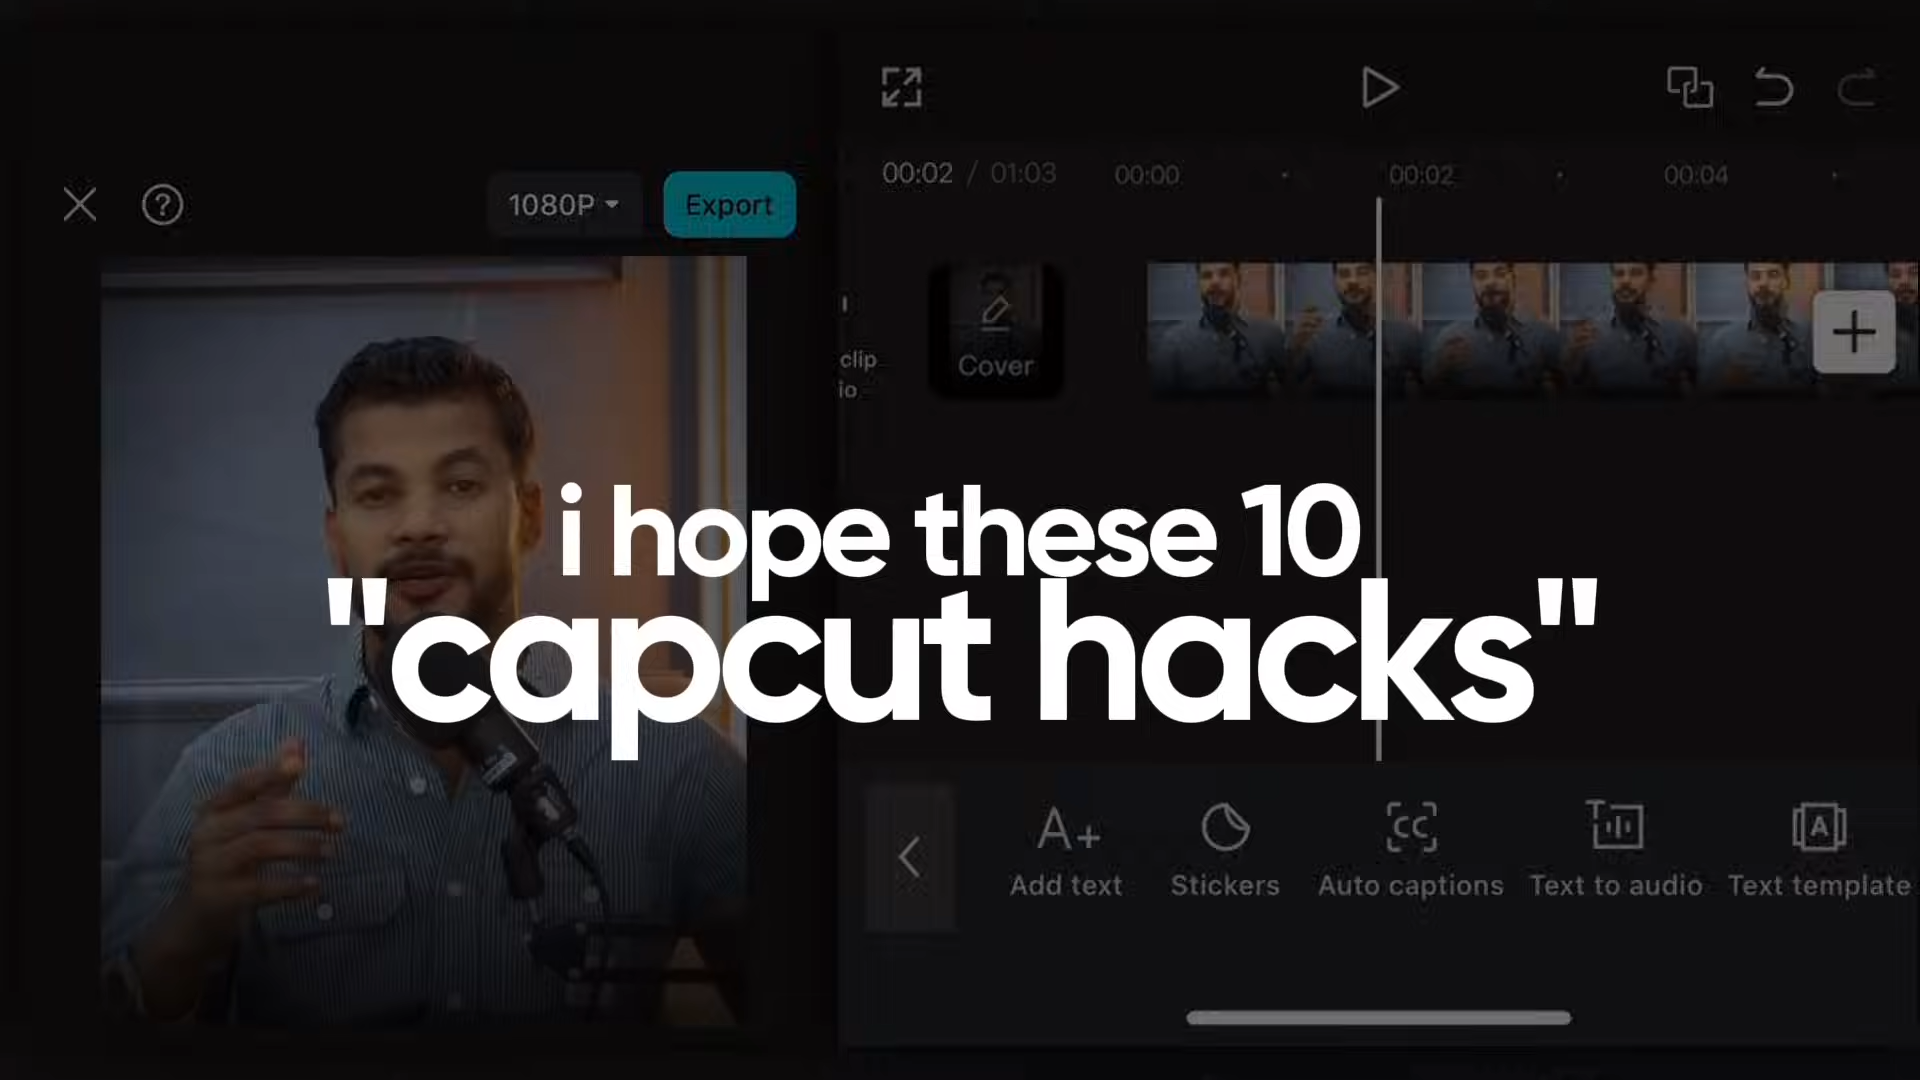 1080P
Export
00:02 / 01:03
00:00
00:02
00:04
clip
io
Cover
i hope these 10
"capcut hacks"
Add text
Stickers
Auto captions
Text to audio
Text template